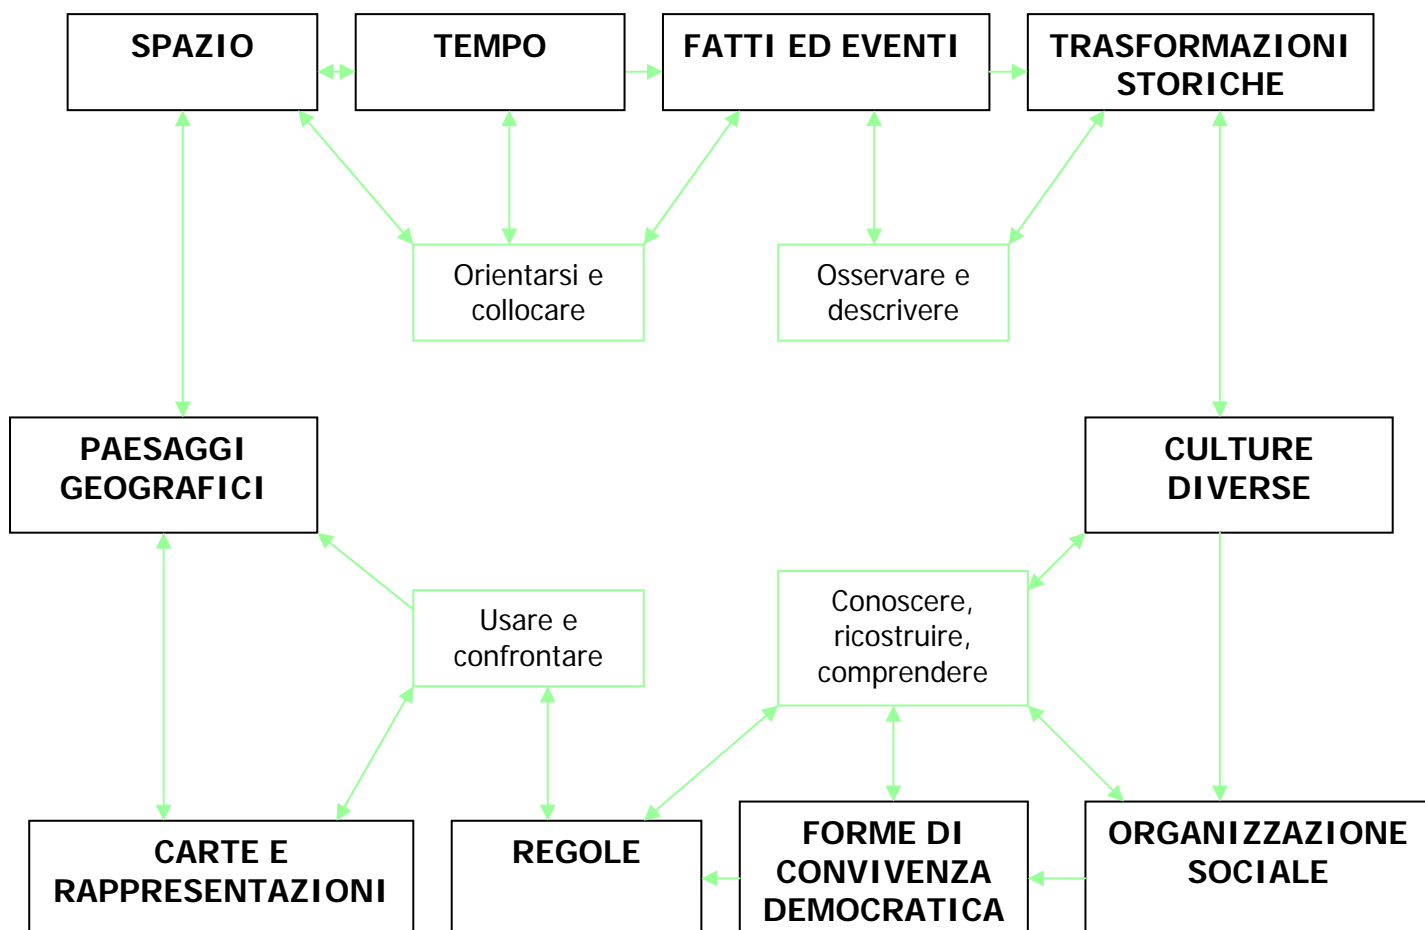 SPAZIO
TEMPO
FATTI ED EVENTI
TRASFORMAZIONI
STORICHE
Orientarsi e
collocare
Osservare e
descrivere
PAESAGGI
GEOGRAFICI
CULTURE
DIVERSE
Usare e
confrontare
Conoscere,
ricostruire,
comprendere
CARTE E
RAPPRESENTAZIONI
REGOLE
FORME DI
CONVIVENZA
DEMOCRATICA
ORGANIZZAZIONE
SOCIALE